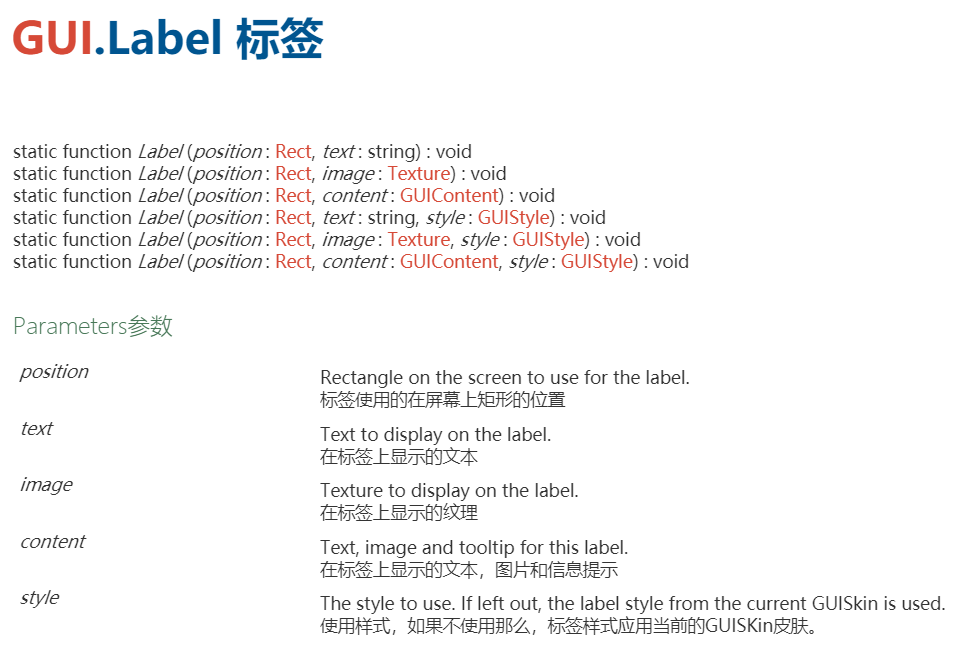 GUI.Label 标签
static function Label (position : Rect, text : string) : void
static function Label (position : Rect, image : Texture) : void
static function Label (position : Rect, content : GUIContent) : void
static function Label (position : Rect, text : string, style : GUIStyle) : void
static function Label (position : Rect, image : Texture, style : GUIStyle) : void
static function Label (position : Rect, content : GUIContent, style : GUIStyle) : void
Parameters参数
position
Rectangle on the screen to use for the label.
标签使用的在屏幕上矩形的位置
text
Text to display on the label.
在标签上显示的文本
image
Texture to display on the label.
在标签上显示的纹理
content
Text, image and tooltip for this label.
在标签上显示的文本，图片和信息提示
style
The style to use. If left out, the label style from the current GUISkin is used.
使用样式，如果不使用那么，标签样式应用当前的GUISKin皮肤。